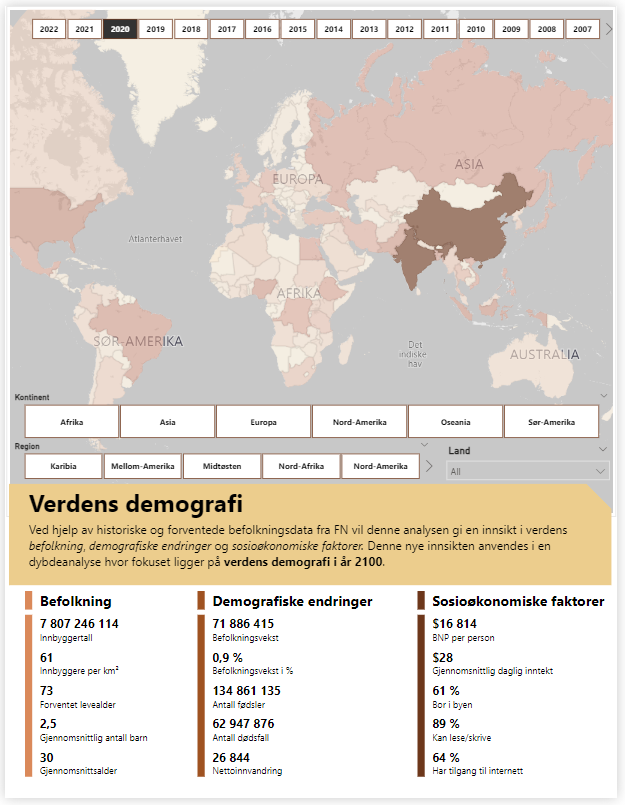 2022 2021 2020 2019 2018 2017 2016 2015 2014 2013 2012 2011 2010 2009 2008 2007
ASIA
EUROPA
Atlanterhavet
AFRIKA
SØR-AMERIKA
Det
indiske
hav
AUSTRALIA
Kontinent
Afrika Asia Europa Nord-Amerika Oseania Sør-Amerika
Region
Karibia Mellom-Amerika Midtøsten Nord-Afrika Nord-Amerika
Land
All
Verdens demografi
Ved hjelp av historiske og forventede befolkningsdata fra FN vil denne analysen gi en innsikt i verdens
befolkning, demografiske endringer og sosioøkonomiske faktorer. Denne nye innsikten anvendes i en
dybdeanalyse hvor fokuset ligger på verdens demografi i år 2100.
Befolkning
7 807 246 114
Innbyggertall
61
Innbyggere per km²
73
Forventet levealder
2,5
Gjennomsnittlig antall barn
30
Gjennomsnittsalder
Demografiske endringer
71 886 415
Befolkningsvekst
0,9 %
Befolkningsvekst i %
134 861 135
Antall fødsler
62 947 876
Antall dødsfall
26 844
Nettoinnvandring
Sosioøkonomiske faktorer
$16 814
BNP per person
$28
Gjennomsnittlig daglig inntekt
61 %
Bor i byen
89 %
Kan lese/skrive
64 %
Har tilgang til internett